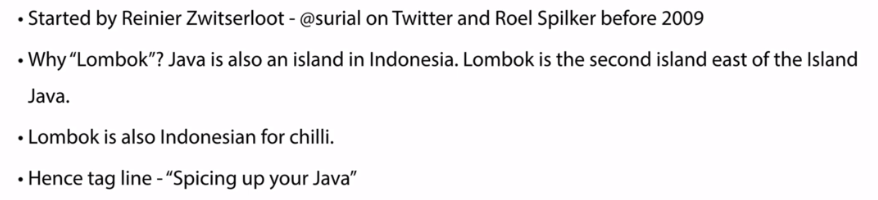 • Started by Reinier Zwitserloot - @surial on Twitter and Roel Spilker before 2009
• Why “Lombok”? Java is also an island in Indonesia. Lombok is the second island east of the Island
Java.
• Lombok is also Indonesian for chilli.
• Hence tag line - “Spicing up your Java”